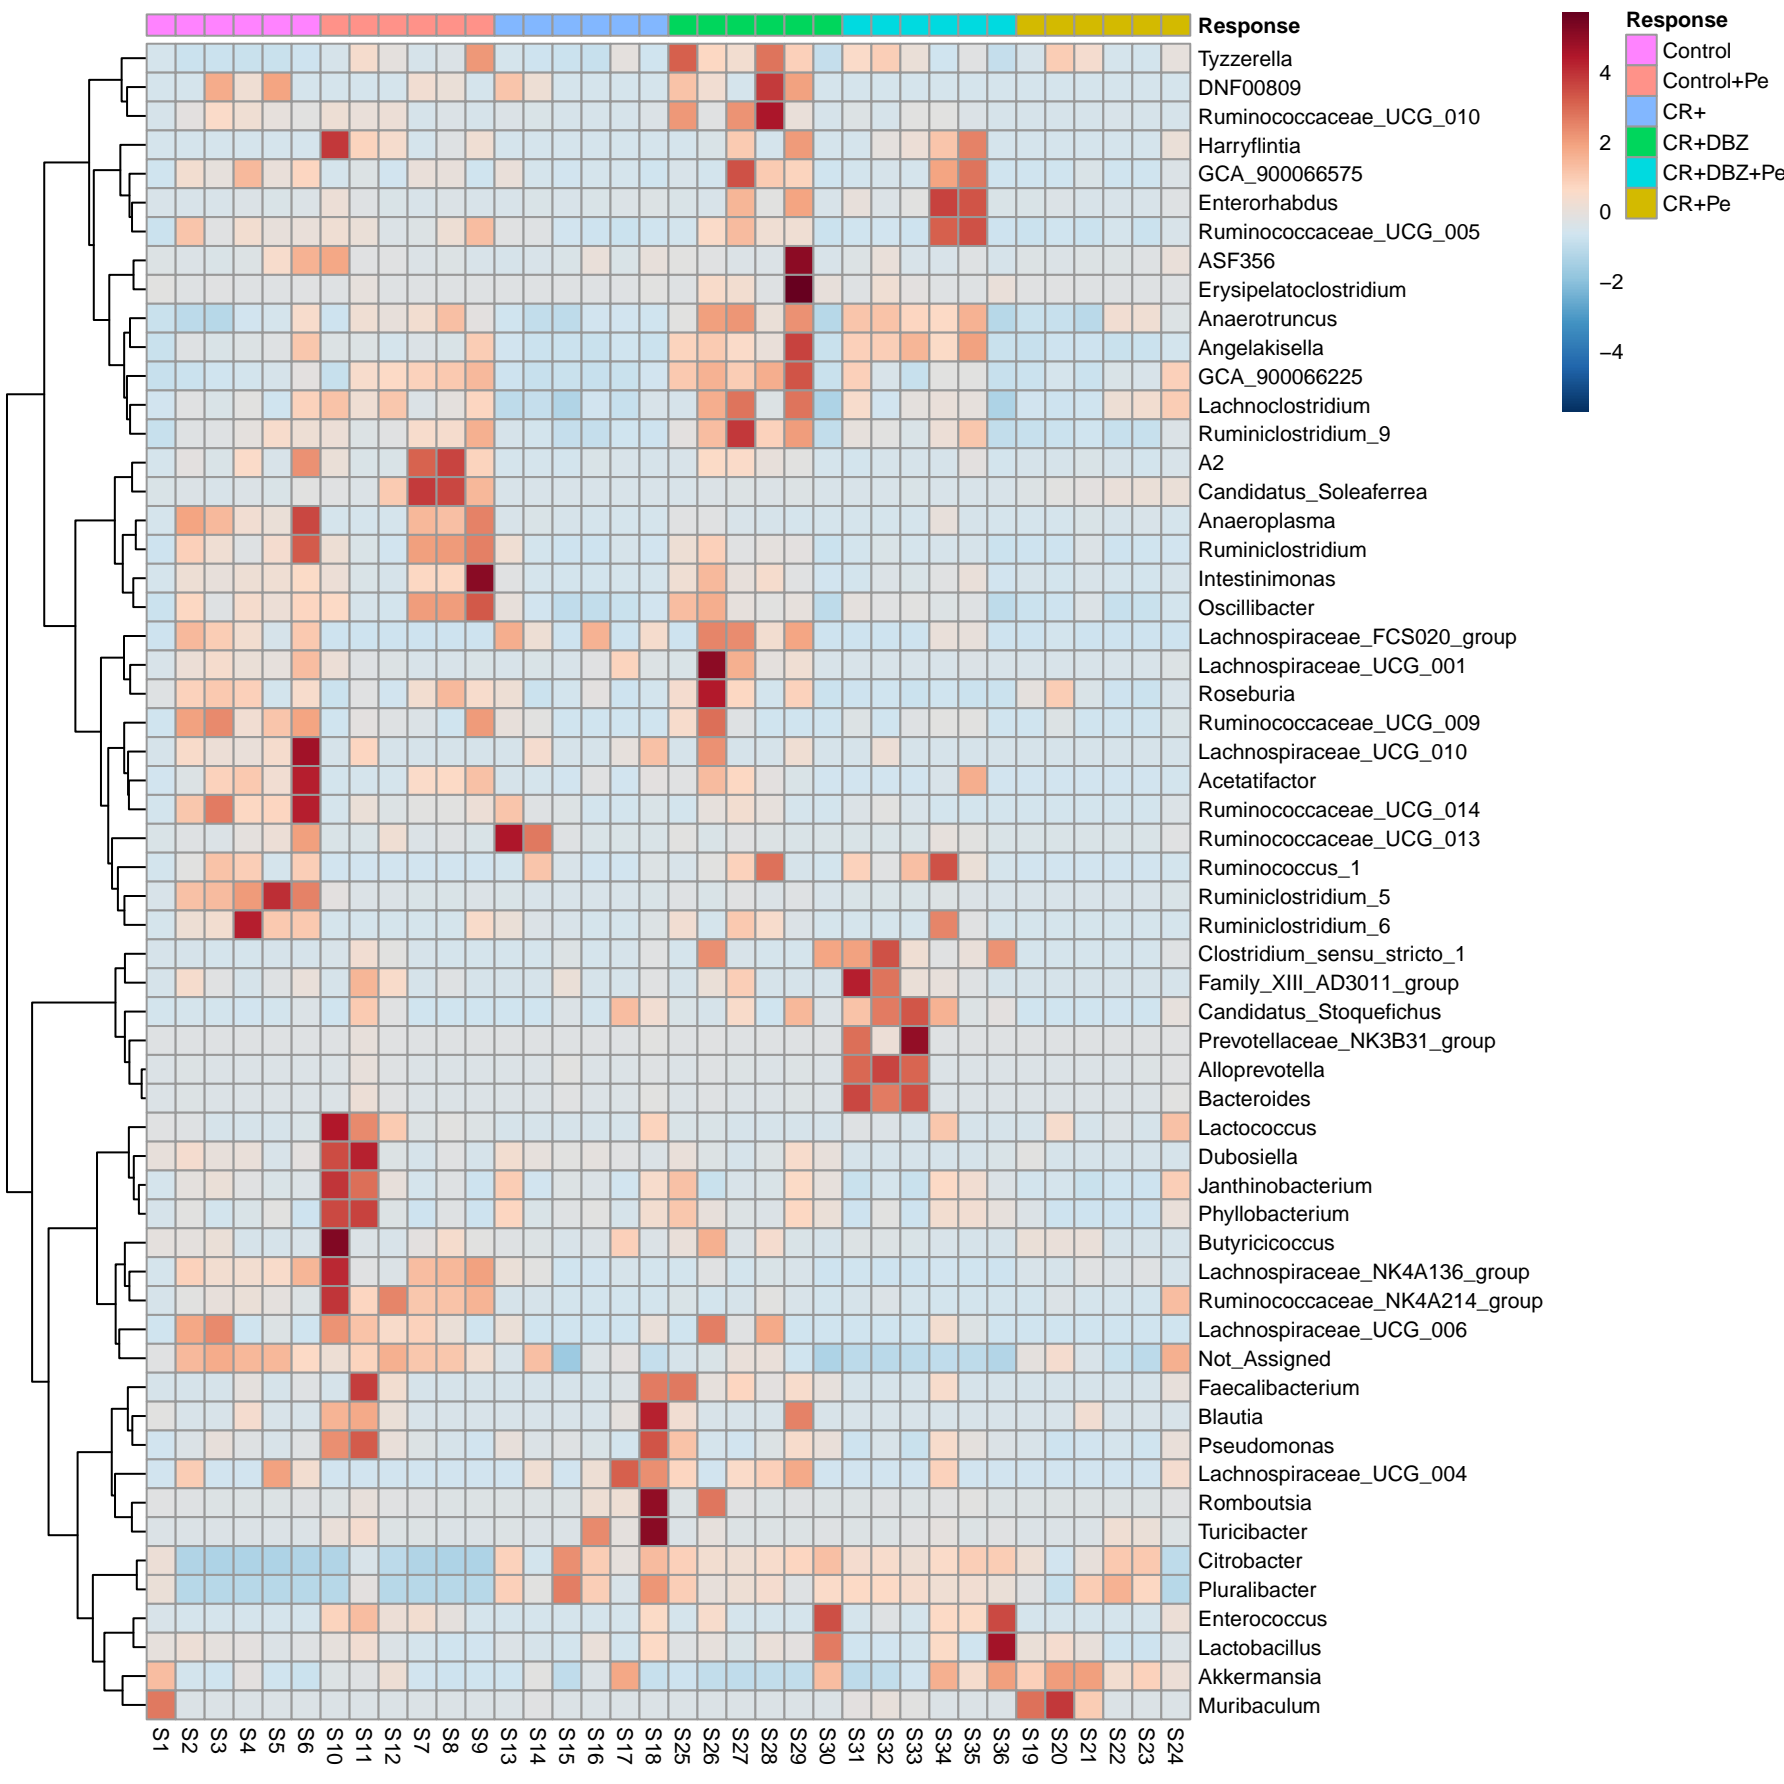 Response
Tyzzerella
DNF00809
Ruminococcaceae_UCG_010
Harryflintia
GCA_900066575
Enterorhabdus
Ruminococcaceae_UCG_005
ASF356
Erysipelatoclostridium
Anaerotruncus
Angelakisella
GCA_900066225
Lachnoclostridium
Ruminiclostridium_9
A2
Candidatus_Soleaferrea
Anaeroplasma
Ruminiclostridium
Intestinimonas
Oscillibacter
Lachnospiraceae_FCS020_group
Lachnospiraceae_UCG_001
Roseburia
Ruminococcaceae_UCG_009
Lachnospiraceae_UCG_010
Acetatifactor
Ruminococcaceae_UCG_014
Ruminococcaceae_UCG_013
Ruminococcus_1
Ruminiclostridium_5
Ruminiclostridium_6
Clostridium_sensu_stricto_1
Family_XIII_AD3011_group
Candidatus_Stoquefichus
Prevotellaceae_NK3B31_group
Alloprevotella
Bacteroides
Lactococcus
Dubosiella
Janthinobacterium
Phyllobacterium
Butyricicoccus
Lachnospiraceae_NK4A136_group
Ruminococcaceae_NK4A214_group
Lachnospiraceae_UCG_006
Not_Assigned
Faecalibacterium
Blautia
Pseudomonas
Lachnospiraceae_UCG_004
Romboutsia
Turicibacter
Citrobacter
Pluralibacter
Enterococcus
Lactobacillus
Akkermansia
Muribaculum
S1 S2 S3 S4 S5 S6 S10 S11 S12 S7 S8 S9 S13 S14 S15 S16 S17 S18 S25 S26 S27 S28 S29 S30 S31 S32 S33 S34 S35 S36 S19 S20 S21 S22 S23 S24
4
2
0
−2
−4
Response
Control
Control+Pe
CR+
CR+DBZ
CR+DBZ+Pe
CR+Pe